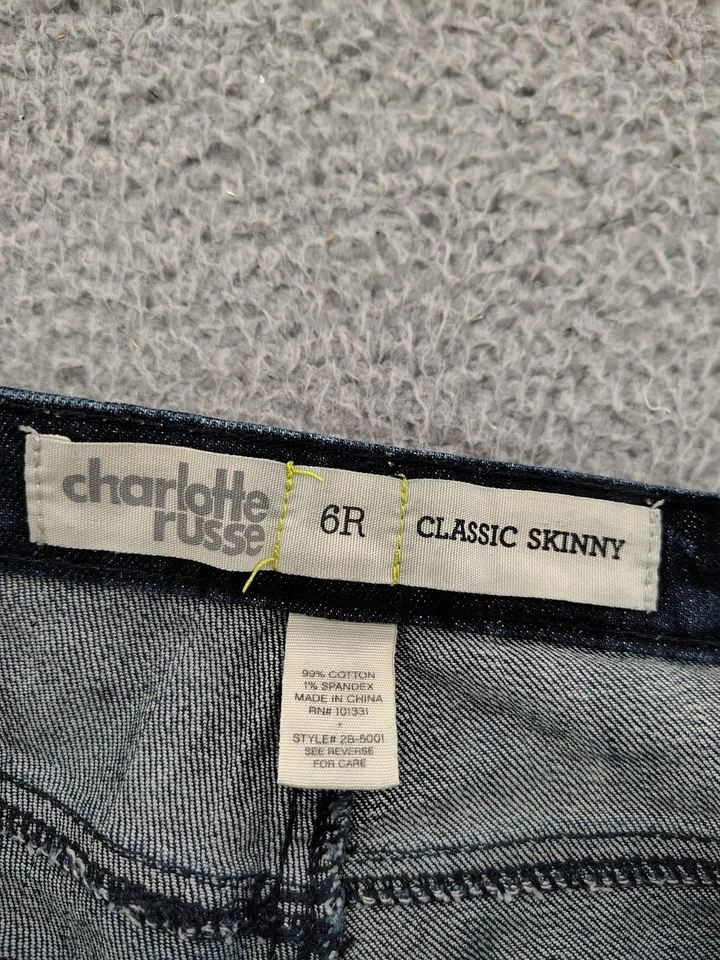 charlotte
russe
6R
CLASSIC SKINNY
99% COTTON
1% SPANDEX
MADE IN CHINA
RN# 101331
STYLE# 2B-5001
SEE REVERSE
FOR CARE